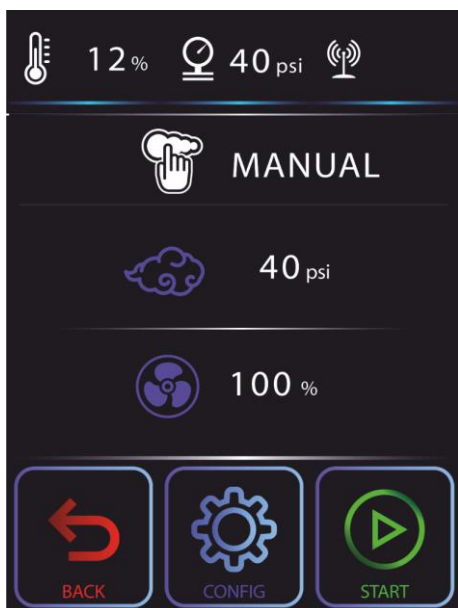 12% 40 psi
MANUAL
40 psi
100 %
BACK CONFIG START